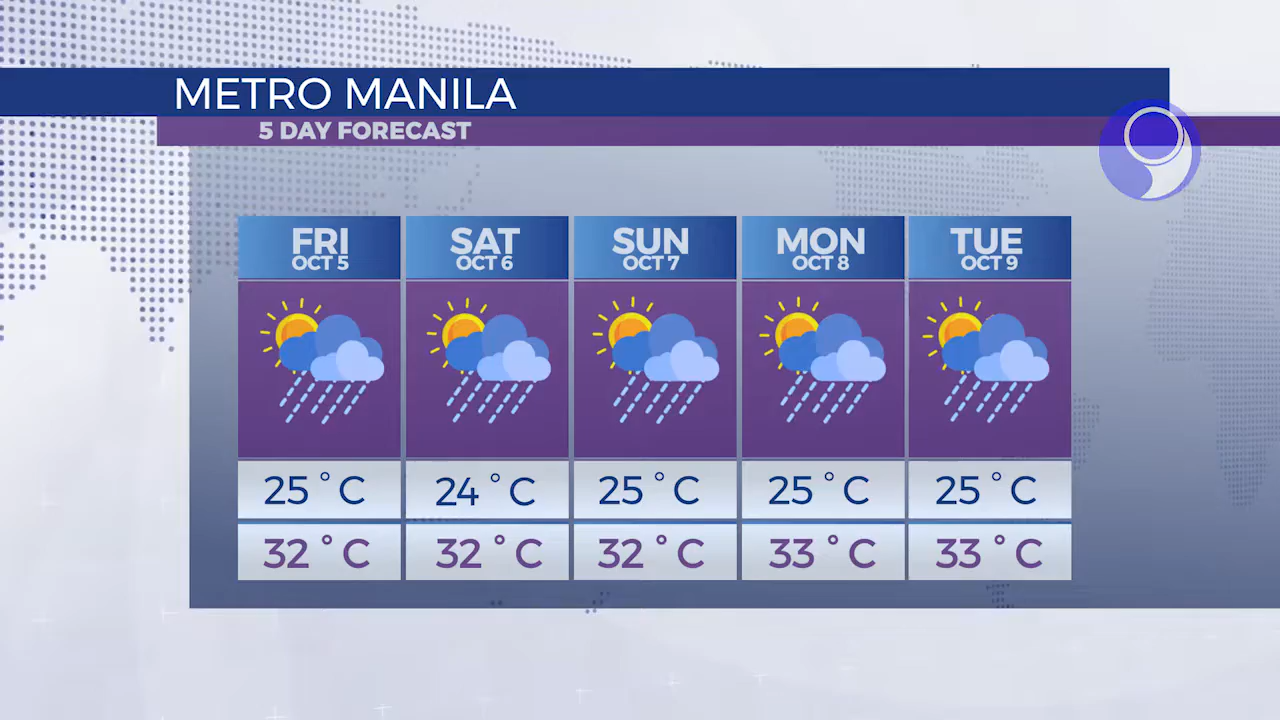 METRO MANILA
5 DAY FORECAST
FRI SAT SUN MON TUE
OCT 5 OCT 6 OCT 7 OCT 8 OCT 9
25°C 24°C 25°C 25°C 25°C
32°C 32°C 32°C 33°C 33°C